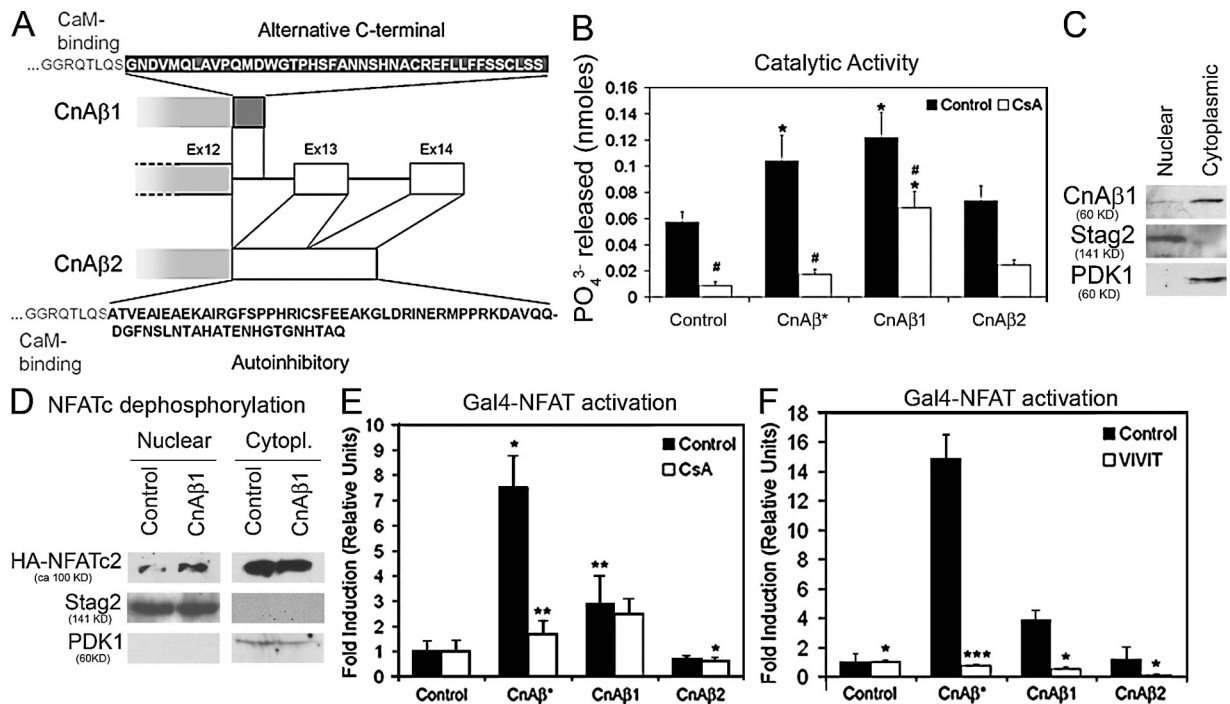 A
CaM-
binding
Alternative C-terminal
...GGRQTLQSGNDVMQLAVPQMDWGTPHSFANNSHNACREFLLFFSSCLSS
CnAβ1
Ex12
Ex13
Ex14
CnAβ2
...GGRQTLQSATVEAIEAEKAIRGFSPPHRICSFEEAKGLDRINERMPPRKDAVQQ-
DGFNSLNTAHATENHGTGNHTAQ
CaM-
binding
Autoinhibitory
B
Catalytic Activity
PO₄³⁻ released (nmoles)
0.16
0.14
0.12
0.1
0.08
0.06
0.04
0.02
0
Control
CsA
#
*
#
*
#
*
Control
CnAβ*
CnAβ1
CnAβ2
C
Nuclear
Cytoplasmic
CnAβ1
(60 KD)
Stag2
(141 KD)
PDK1
(60 KD)
D
NFATc dephosphorylation
Nuclear
Cytopl.
Control
CnAβ1
Control
CnAβ1
HA-NFATc2
(ca 100 KD)
Stag2
(141 KD)
PDK1
(60KD)
E
Gal4-NFAT activation
Fold Induction (Relative Units)
10
9
8
7
6
5
4
3
2
1
0
Control
CsA
*
**
**
*
Control
CnAβ*
CnAβ1
CnAβ2
F
Gal4-NFAT activation
Fold Induction (Relative Units)
18
16
14
12
10
8
6
4
2
0
Control
VIVIT
*
***
*
*
Control
CnAβ*
CnAβ1
CnAβ2